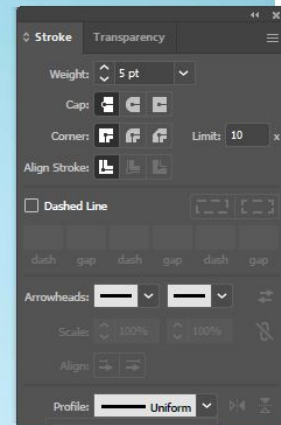 Stroke Transparency
Weight: 5 pt
Cap:
Corner: Limit: 10 x
Align Stroke:
Dashed Line
dash gap dash gap dash gap
Arrowheads:
Scale: 100% 100%
Align:
Profile: Uniform